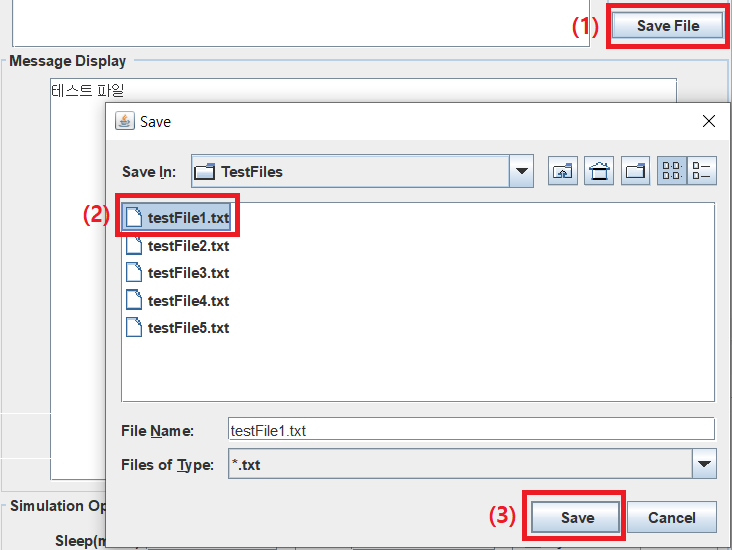 (1) Save File
Message Display
테스트 파일
Save
Save In: TestFiles
(2) testFile1.txt
testFile2.txt
testFile3.txt
testFile4.txt
testFile5.txt
File Name: testFile1.txt
Files of Type: *.txt
(3) Save Cancel
Simulation Op
Sleep(m